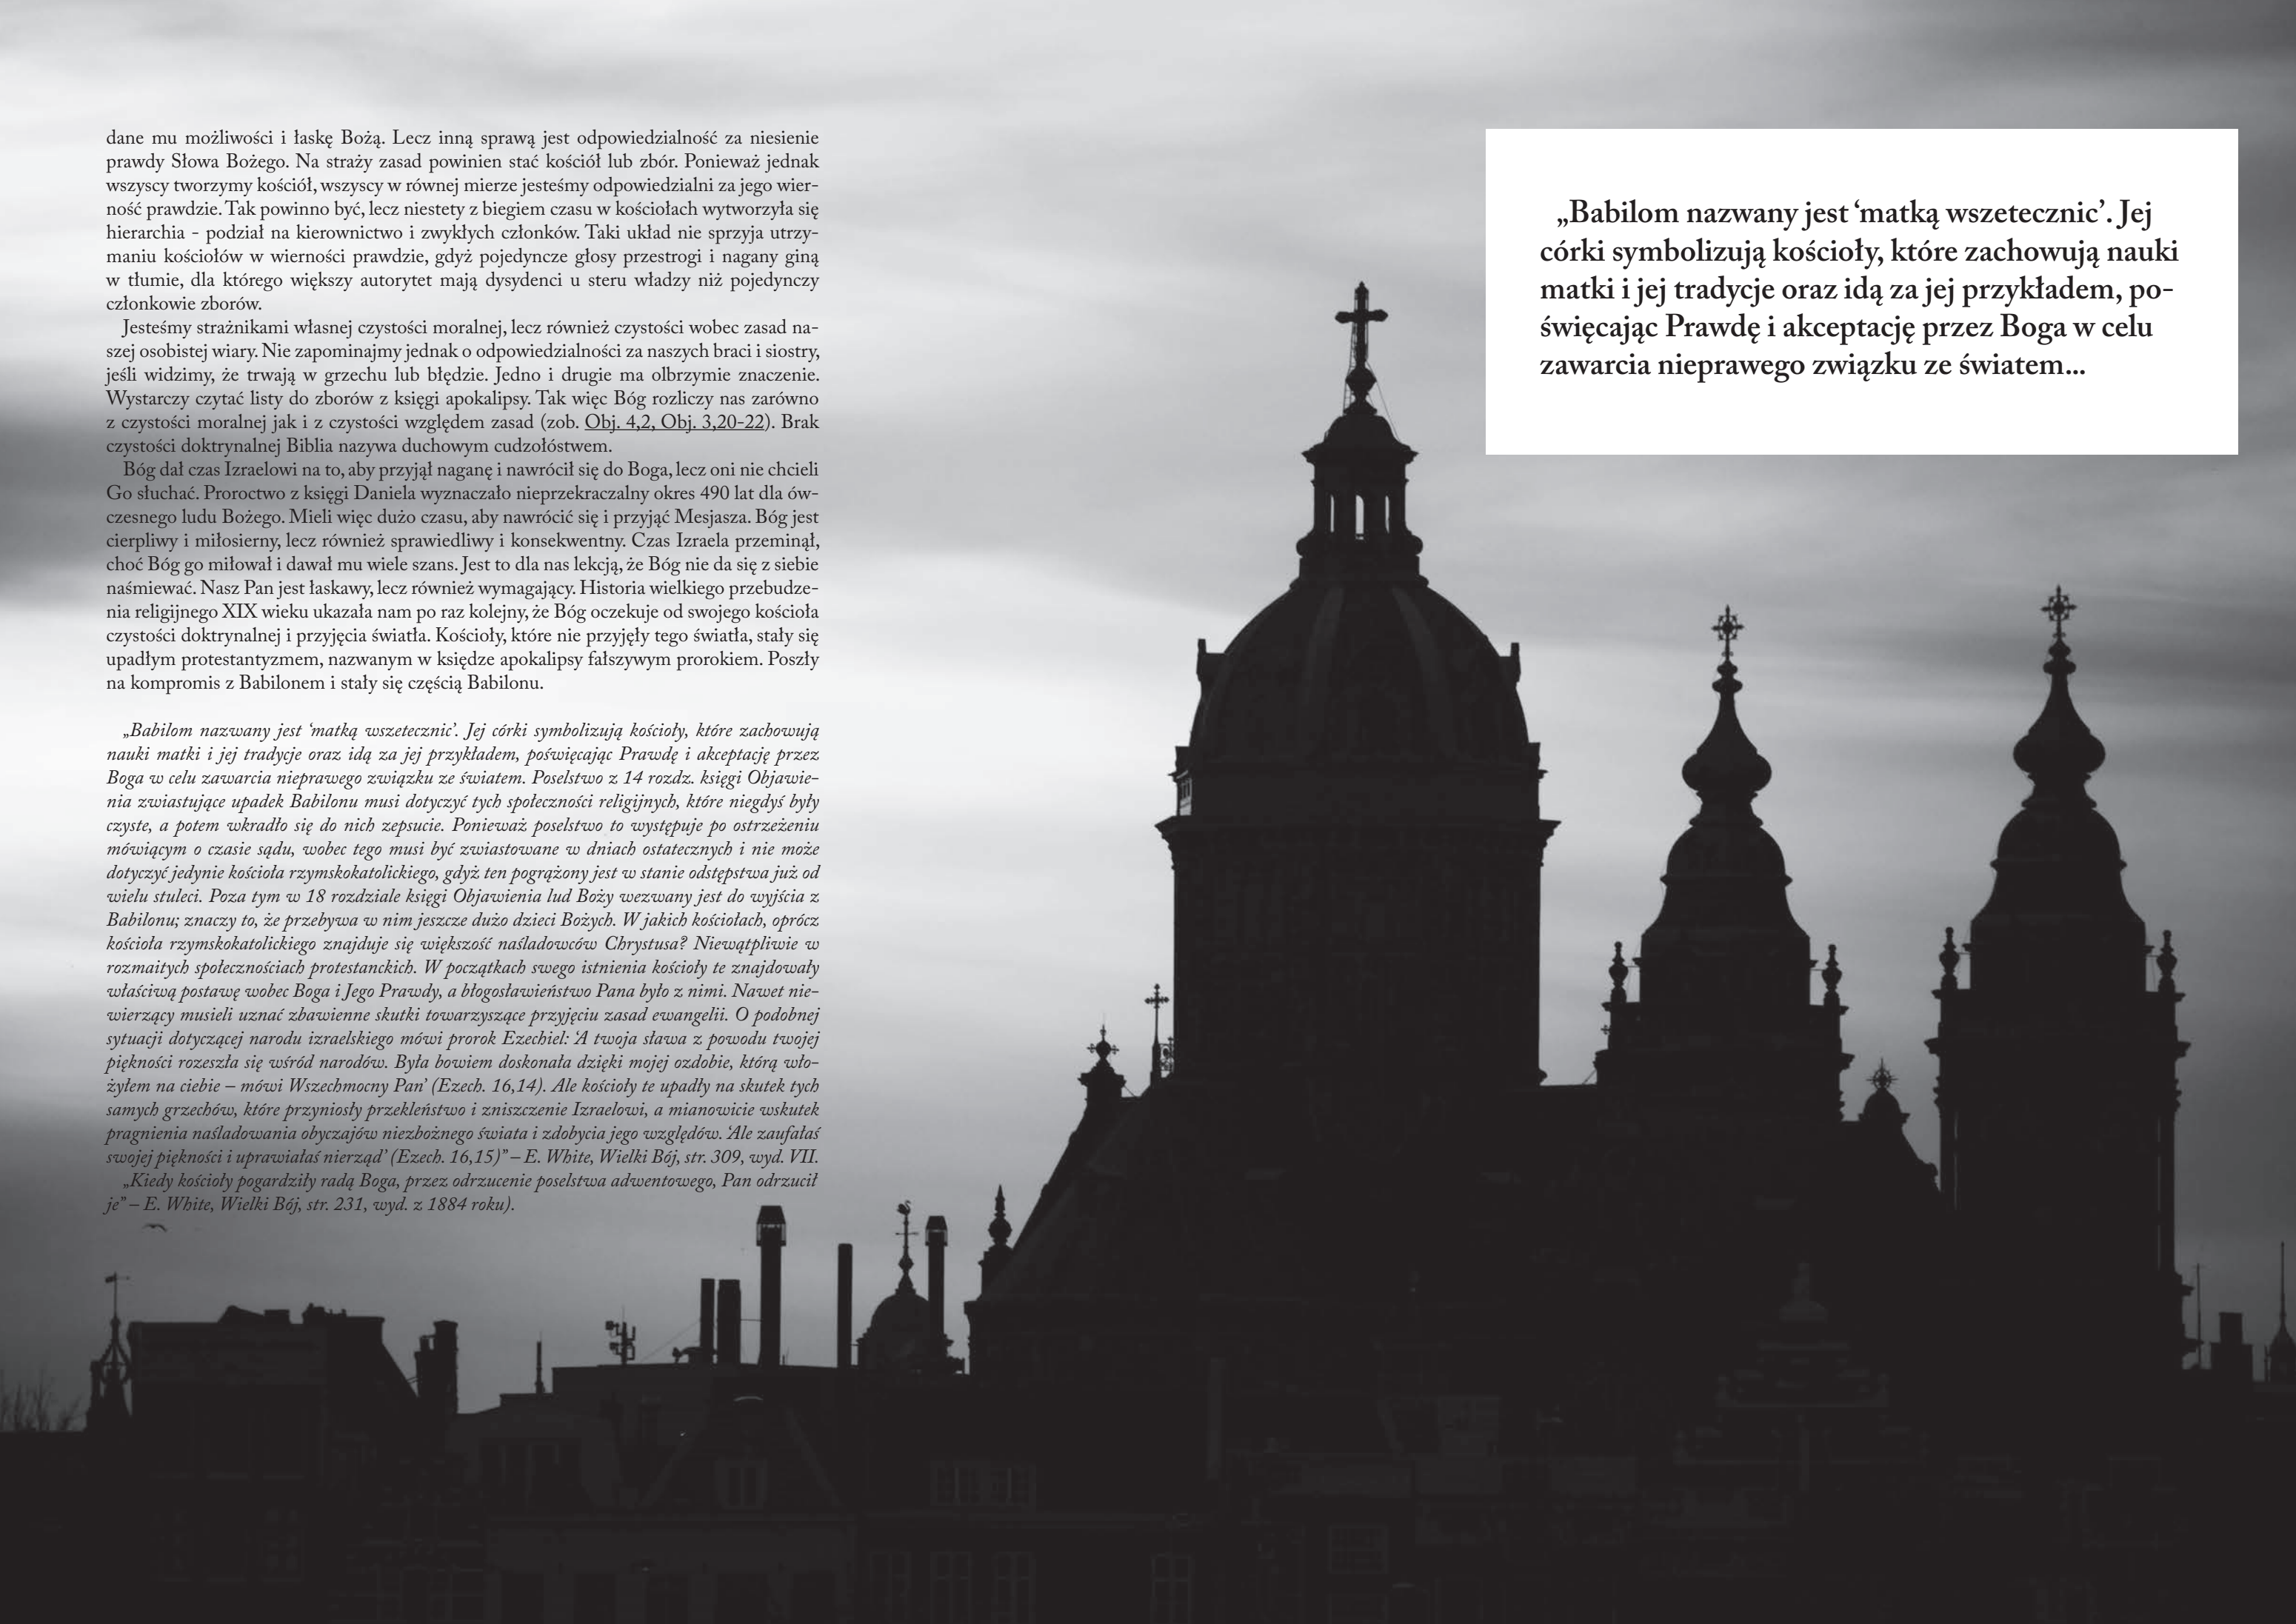 dane mu możliwości i łaskę Bożą. Lecz inną sprawą jest odpowiedzialność za niesienie
prawdy Słowa Bożego. Na straży zasad powinien stać kościół lub zbór. Ponieważ jednak
wszyscy tworzymy kościół, wszyscy w równej mierze jesteśmy odpowiedzialni za jego wier-
ność prawdzie. Tak powinno być, lecz niestety z biegiem czasu w kościołach wytworzyła się
hierarchia - podział na kierownictwo i zwykłych członków. Taki układ nie sprzyja utrzy-
maniu kościołów w wierności prawdzie, gdyż pojedyncze głosy przestrogi i nagany giną
w tłumie, dla którego większy autorytet mają dysydenci u steru władzy niż pojedynczy
członkowie zborów.
Jesteśmy strażnikami własnej czystości moralnej, lecz również czystości wobec zasad na-
szej osobistej wiary. Nie zapominajmy jednak o odpowiedzialności za naszych braci i siostry,
jeśli widzimy, że trwają w grzechu lub błędzie. Jedno i drugie ma olbrzymie znaczenie.
Wystarczy czytać listy do zborów z księgi apokalipsy. Tak więc Bóg rozliczy nas zarówno
z czystości moralnej jak i z czystości względem zasad (zob. Obj. 4,2, Obj. 3,20-22). Brak
czystości doktrynalnej Biblia nazywa duchowym cudzołóstwem.
Bóg dał czas Izraelowi na to, aby przyjął naganę i nawrócił się do Boga, lecz oni nie chcieli
Go słuchać. Proroctwo z księgi Daniela wyznaczało nieprzekraczalny okres 490 lat dla ów-
czesnego ludu Bożego. Mieli więc dużo czasu, aby nawrócić się i przyjąć Mesjasza. Bóg jest
cierpliwy i miłosierny, lecz również sprawiedliwy i konsekwentny. Czas Izraela przeminął,
choć Bóg go miłował i dawał mu wiele szans. Jest to dla nas lekcją, że Bóg nie da się z siebie
naśmiewać. Nasz Pan jest łaskawy, lecz również wymagający. Historia wielkiego przebudze-
nia religijnego XIX wieku ukazała nam po raz kolejny, że Bóg oczekuje od swojego kościoła
czystości doktrynalnej i przyjęcia światła. Kościoły, które nie przyjęły tego światła, stały się
upadłym protestantyzmem, nazwanym w księdze apokalipsy fałszywym prorokiem. Poszły
na kompromis z Babilonem i stały się częścią Babilonu.
„Babilom nazwany jest ‘matką wszetecznic’. Jej córki symbolizują kościoły, które zachowują
nauki matki i jej tradycje oraz idą za jej przykładem, poświęcając Prawdę i akceptację przez
Boga w celu zawarcia nieprawego związku ze światem. Poselstwo z 14 rozdz. księgi Objawie-
nia zwiastujące upadek Babilonu musi dotyczyć tych społeczności religijnych, które niegdyś były
czyste, a potem wkradło się do nich zepsucie. Ponieważ poselstwo to występuje po ostrzeżeniu
mówiącym o czasie sądu, wobec tego musi być zwiastowane w dniach ostatecznych i nie może
dotyczyć jedynie kościoła rzymskokatolickiego, gdyż ten pogrążony jest w stanie odstępstwa już od
wielu stuleci. Poza tym w 18 rozdziale księgi Objawienia lud Boży wezwany jest do wyjścia z
Babilonu; znaczy to, że przebywa w nim jeszcze dużo dzieci Bożych. W jakich kościołach, oprócz
kościoła rzymskokatolickiego znajduje się większość naśladowców Chrystusa? Niewątpliwie w
rozmaitych społecznościach protestanckich. W początkach swego istnienia kościoły te znajdowały
właściwą postawę wobec Boga i Jego Prawdy, a błogosławieństwo Pana było z nimi. Nawet nie-
wierzący musieli uznać zbawienne skutki towarzyszące przyjęciu zasad ewangelii. O podobnej
sytuacji dotyczącej narodu izraelskiego mówi prorok Ezechiel: ‘A twoja sława z powodu twojej
piękności rozeszła się wśród narodów. Była bowiem doskonała dzięki mojej ozdobie, którą wło-
żyłem na ciebie – mówi Wszechmocny Pan’ (Ezech. 16,14). Ale kościoły te upadły na skutek tych
samych grzechów, które przyniosły przekleństwo i zniszczenie Izraelowi, a mianowicie wskutek
pragnienia naśladowania obyczajów niezbożnego świata i zdobycia jego względów. ‘Ale zaufałaś
swojej piękności i uprawiałaś nierząd’ (Ezech. 16,15)” – E. White, Wielki Bój, str. 309, wyd. VII.
„Kiedy kościoły pogardziły radą Boga, przez odrzucenie poselstwa adwentowego, Pan odrzucił
je” – E. White, Wielki Bój, str. 231, wyd. z 1884 roku).
„Babilom nazwany jest ‘matką wszetecznic’. Jej
córki symbolizują kościoły, które zachowują nauki
matki i jej tradycje oraz idą za jej przykładem, po-
święcając Prawdę i akceptację przez Boga w celu
zawarcia nieprawego związku ze światem...